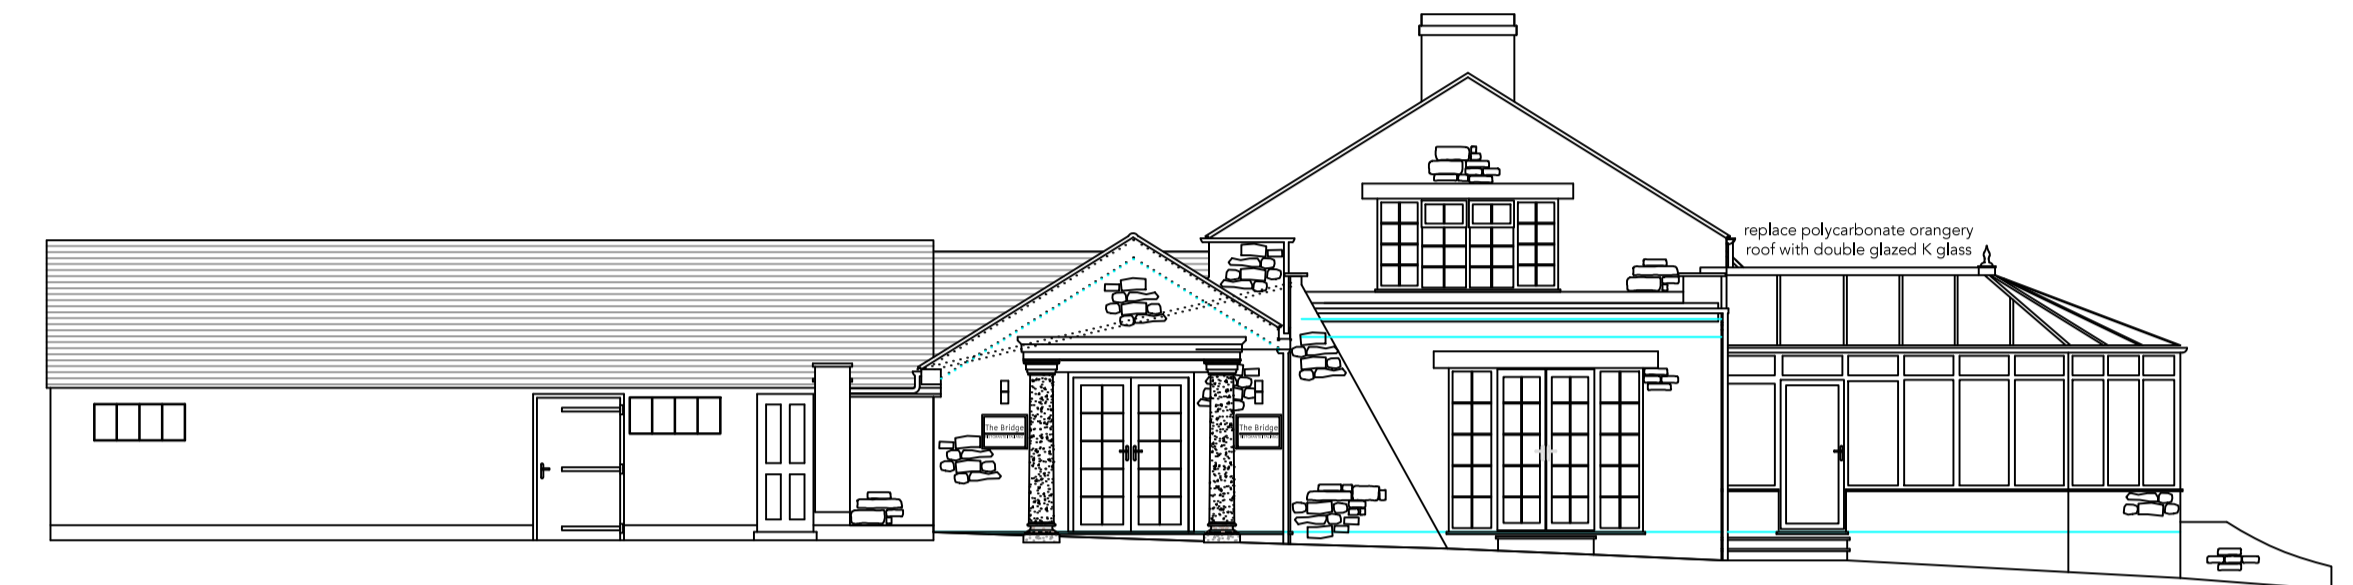 replace polycarbonate orangery
roof with double glazed K glass
The Bridge
The Bridge